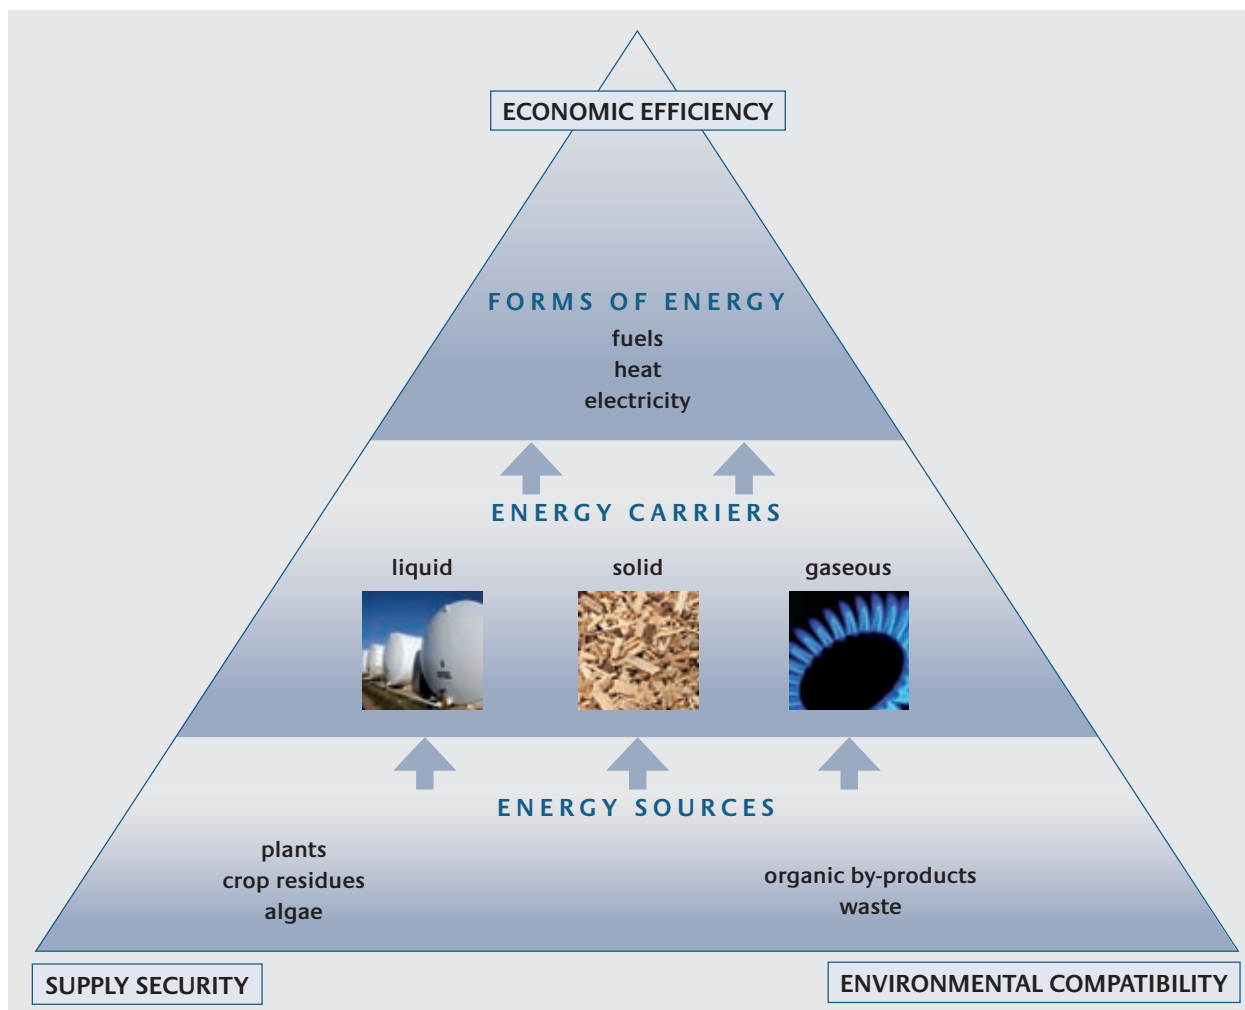 ECONOMIC EFFICIENCY
FORMS OF ENERGY
fuels
heat
electricity
ENERGY CARRIERS
liquid
solid
gaseous
ENERGY SOURCES
plants
crop residues
algae
organic by-products
waste
SUPPLY SECURITY
ENVIRONMENTAL COMPATIBILITY